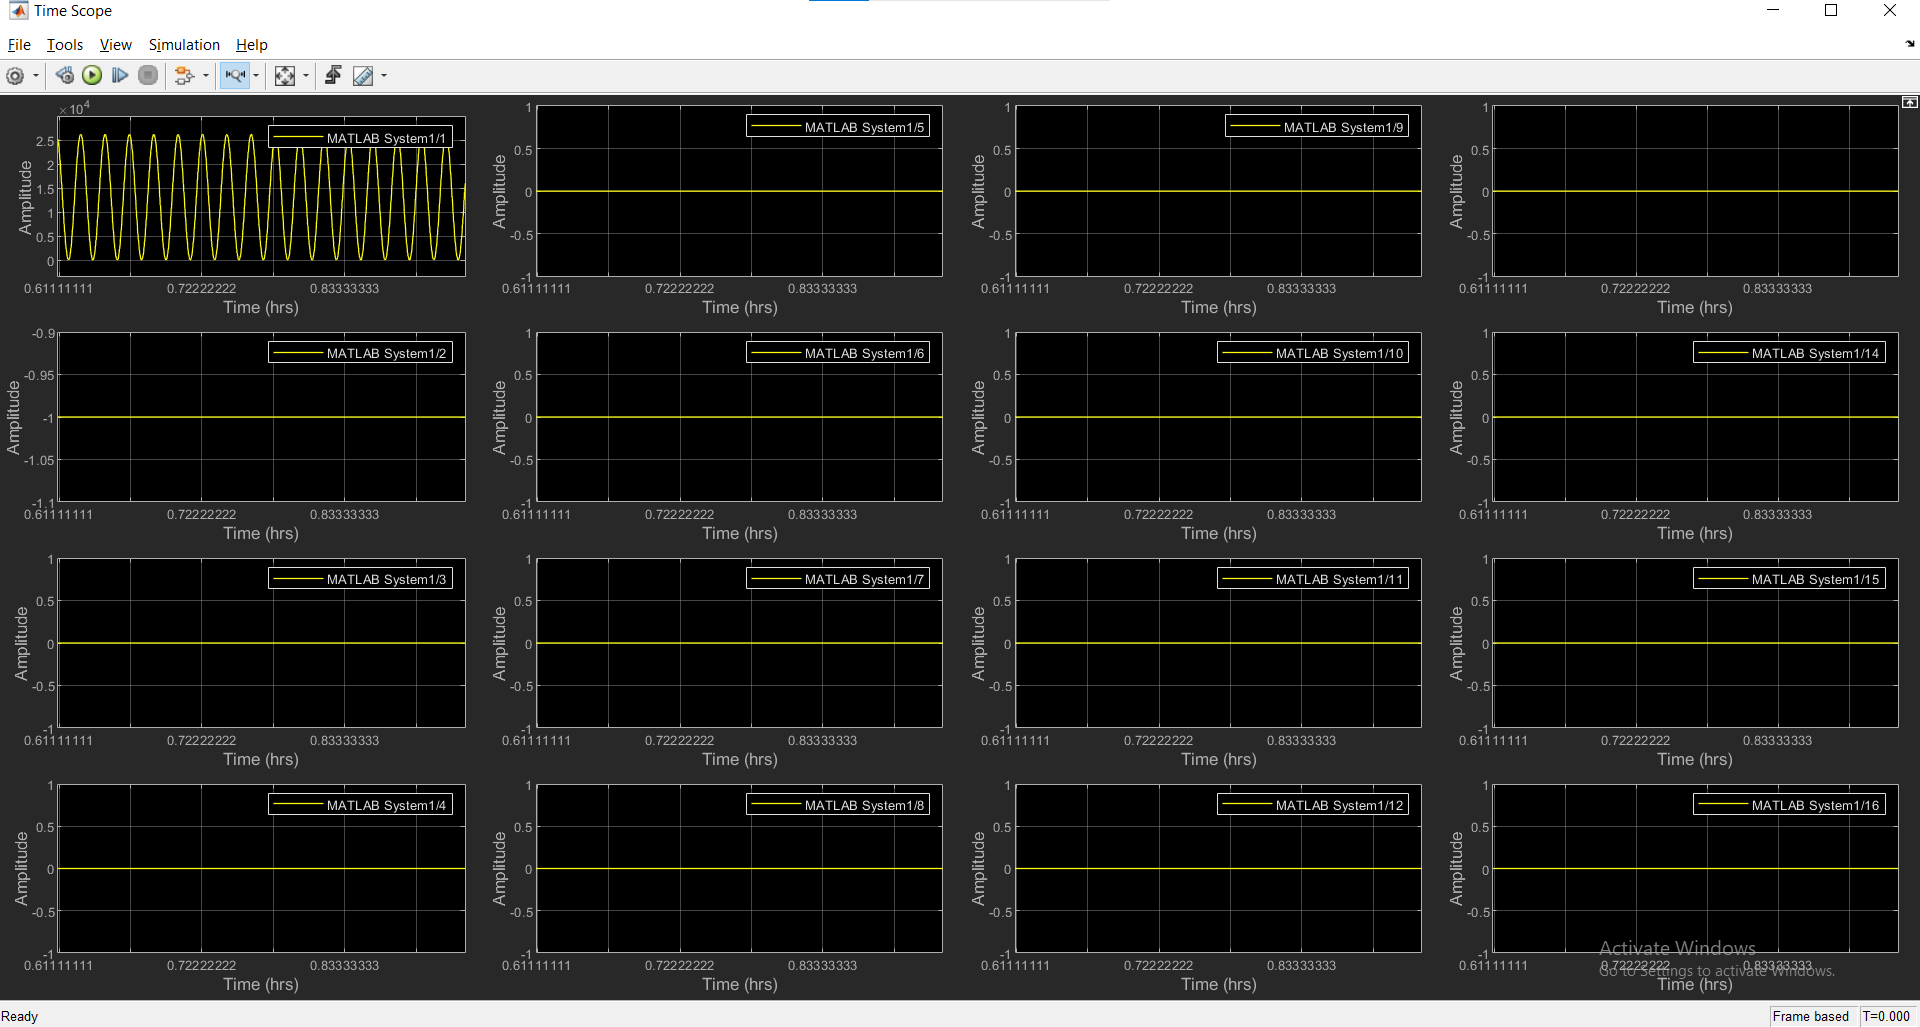 Time Scope
File Tools View Simulation Help
×10⁴
2.5
2
1.5
1
0.5
0
Amplitude
MATLAB System1/1
0.61111111 0.72222222 0.83333333
Time (hrs)
1
0.5
0
-0.5
-1
Amplitude
MATLAB System1/5
0.61111111 0.72222222 0.83333333
Time (hrs)
1
0.5
0
-0.5
-1
Amplitude
MATLAB System1/9
0.61111111 0.72222222 0.83333333
Time (hrs)
1
0.5
0
-0.5
-1
Amplitude
0.61111111 0.72222222 0.83333333
Time (hrs)
-0.9
-0.95
-1
-1.05
-1.1
Amplitude
MATLAB System1/2
0.61111111 0.72222222 0.83333333
Time (hrs)
1
0.5
0
-0.5
-1
Amplitude
MATLAB System1/6
0.61111111 0.72222222 0.83333333
Time (hrs)
1
0.5
0
-0.5
-1
Amplitude
MATLAB System1/10
0.61111111 0.72222222 0.83333333
Time (hrs)
1
0.5
0
-0.5
-1
Amplitude
MATLAB System1/14
0.61111111 0.72222222 0.83333333
Time (hrs)
1
0.5
0
-0.5
-1
Amplitude
MATLAB System1/3
0.61111111 0.72222222 0.83333333
Time (hrs)
1
0.5
0
-0.5
-1
Amplitude
MATLAB System1/7
0.61111111 0.72222222 0.83333333
Time (hrs)
1
0.5
0
-0.5
-1
Amplitude
MATLAB System1/11
0.61111111 0.72222222 0.83333333
Time (hrs)
1
0.5
0
-0.5
-1
Amplitude
MATLAB System1/15
0.61111111 0.72222222 0.83333333
Time (hrs)
1
0.5
0
-0.5
-1
Amplitude
MATLAB System1/4
0.61111111 0.72222222 0.83333333
Time (hrs)
1
0.5
0
-0.5
-1
Amplitude
MATLAB System1/8
0.61111111 0.72222222 0.83333333
Time (hrs)
1
0.5
0
-0.5
-1
Amplitude
MATLAB System1/12
0.61111111 0.72222222 0.83333333
Time (hrs)
1
0.5
0
-0.5
-1
Amplitude
MATLAB System1/16
0.61111111 0.72222222 0.83333333
Time (hrs)
Activate Windows
Go to Settings to activate Windows.
Ready
Frame based T=0.000